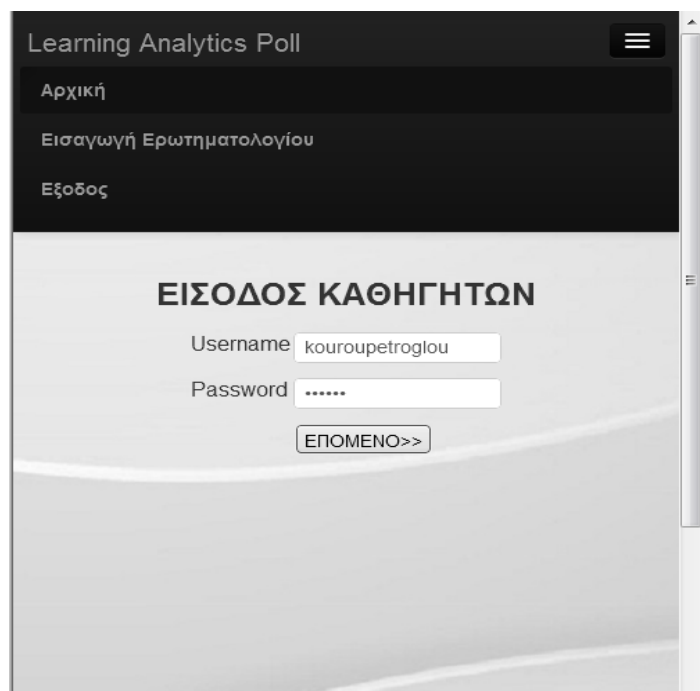 Learning Analytics Poll
Αρχική
Εισαγωγή Ερωτηματολογίου
Εξοδος
ΕΙΣΟΔΟΣ ΚΑΘΗΓΗΤΩΝ
Username kouroupetroglou
Password ••••••
ΕΠΟΜΕΝΟ>>